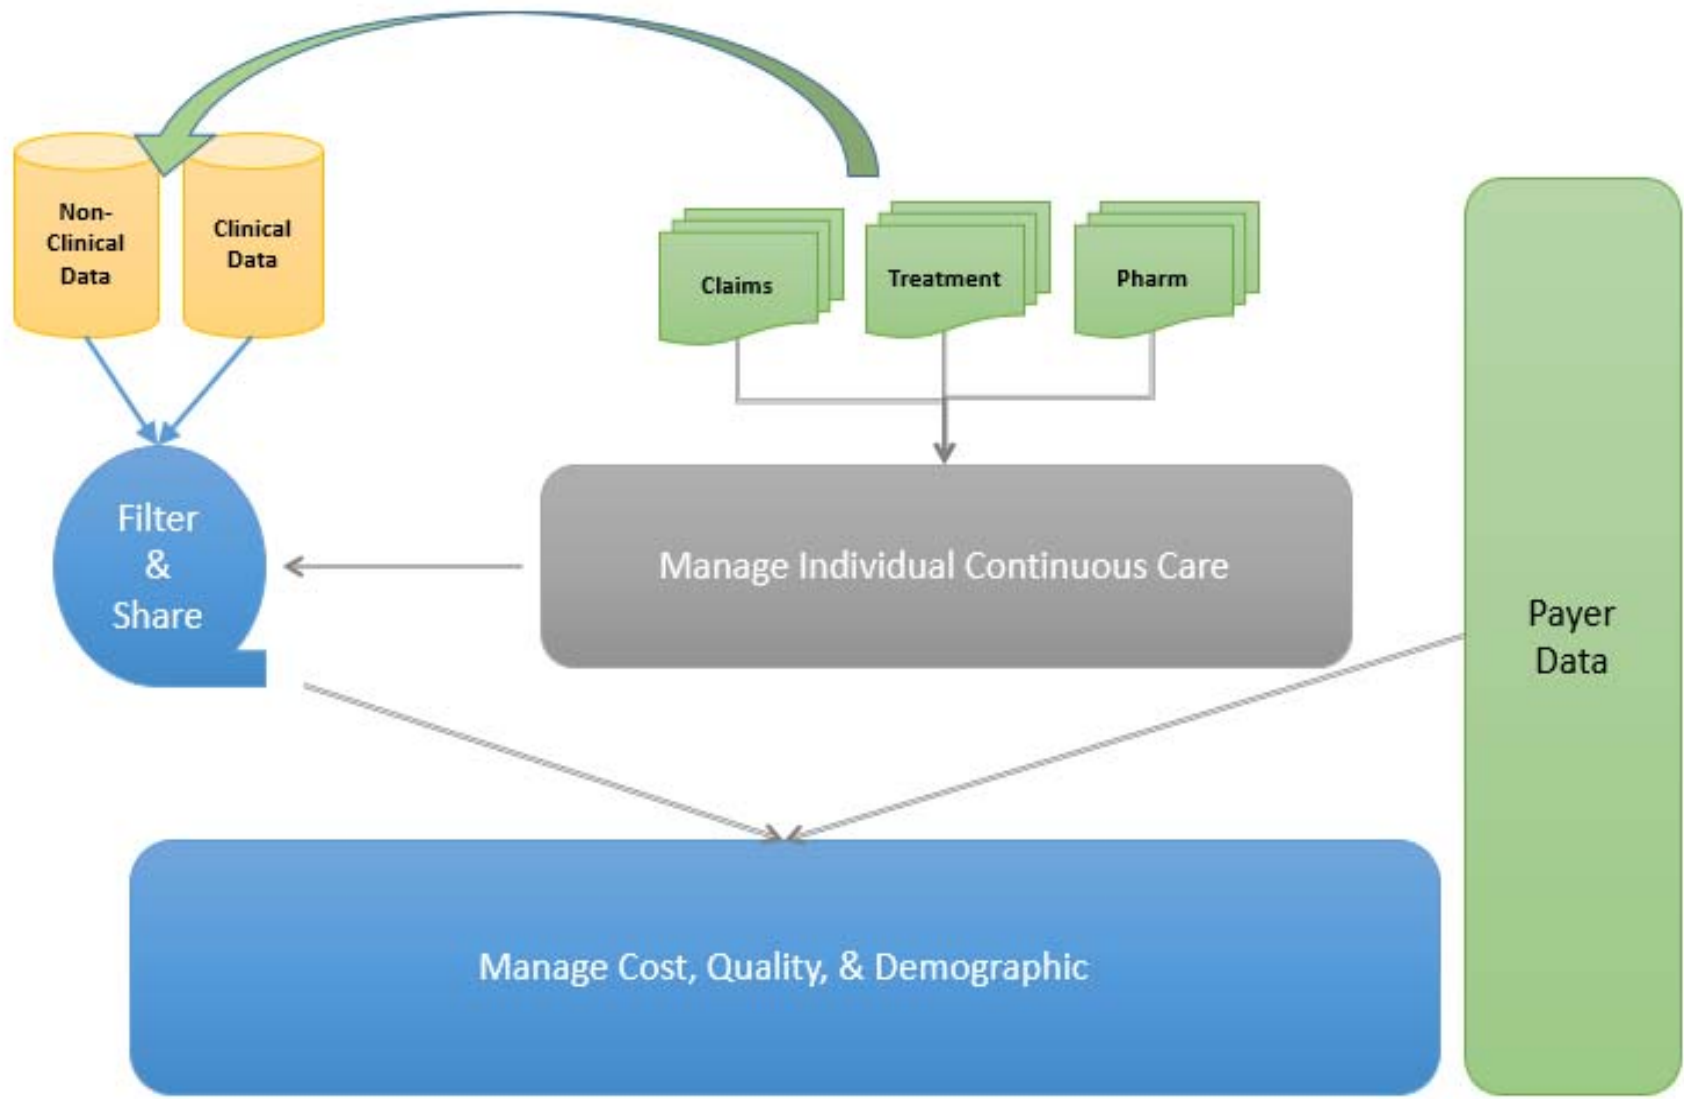 Non-
Clinical
Data
Clinical
Data
Claims
Treatment
Pharm
Filter
&
Share
Manage Individual Continuous Care
Payer
Data
Manage Cost, Quality, & Demographic